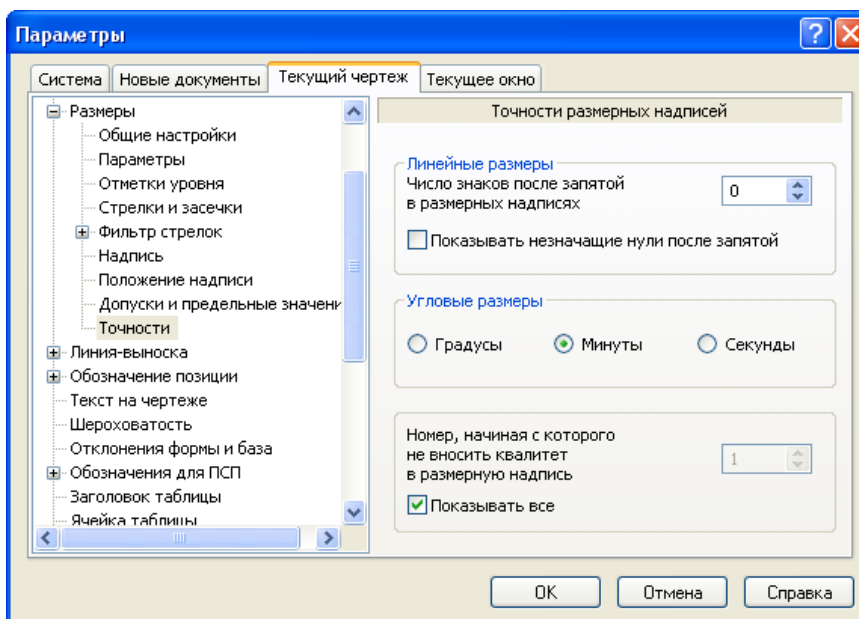 Параметры
Система Новые документы Текущий чертеж Текущее окно
Размеры
Общие настройки
Параметры
Отметки уровня
Стрелки и засечки
Фильтр стрелок
Надпись
Положение надписи
Допуски и предельные значени
Точности
Линия-выноска
Обозначение позиции
Текст на чертеже
Шероховатость
Отклонения формы и база
Обозначения для ПСП
Заголовок таблицы
Ячейка таблицы
Точности размерных надписей
Линейные размеры
Число знаков после запятой
в размерных надписях
0
Показывать незначащие нули после запятой
Угловые размеры
Градусы Минуты Секунды
Номер, начиная с которого
не вносить квалитет
в размерную надпись
1
Показывать все
OK Отмена Справка